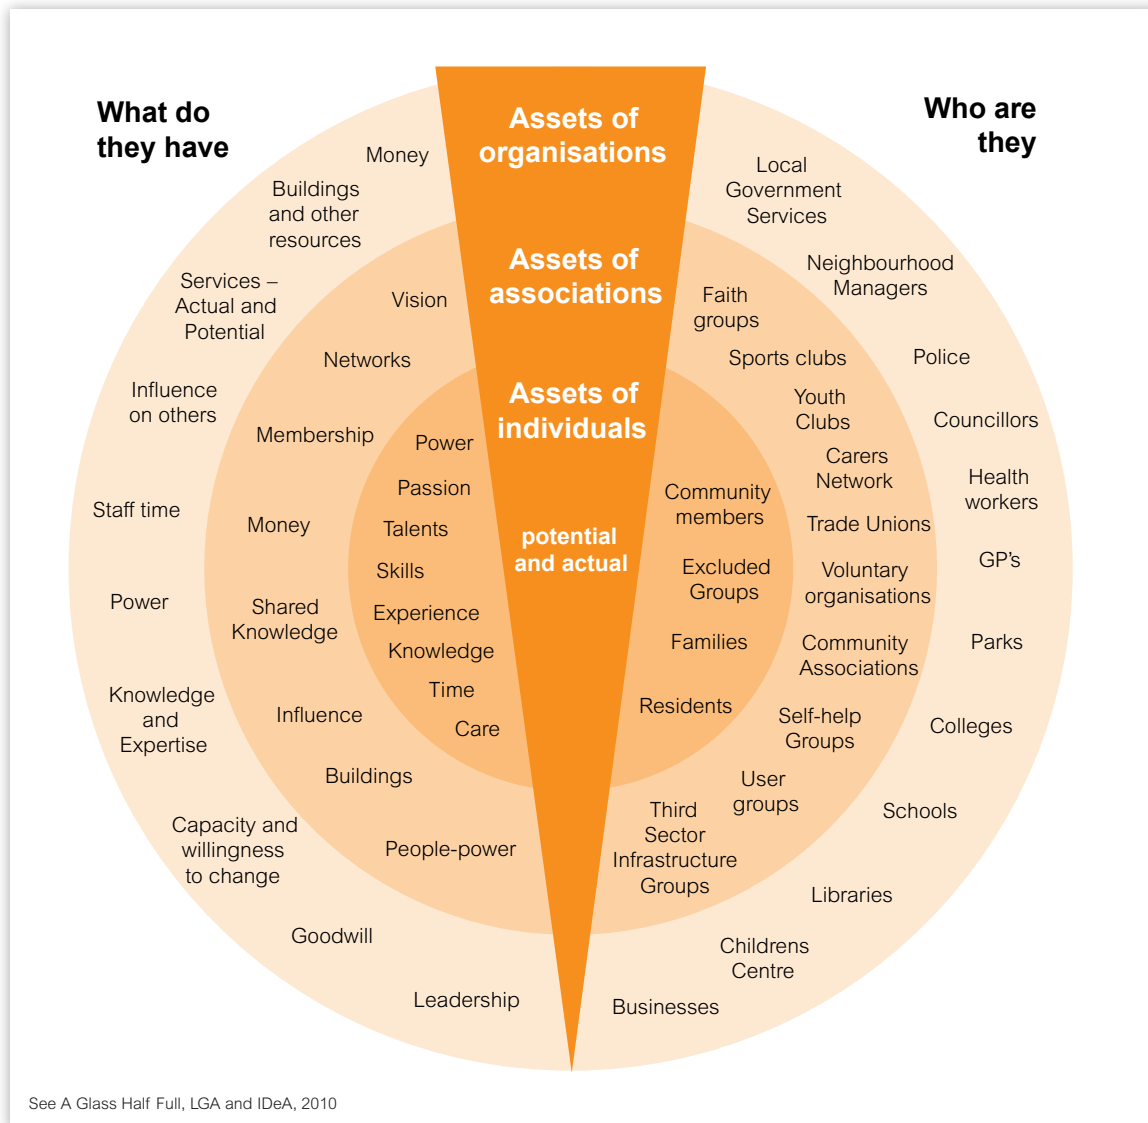 What do
they have
Money
Buildings
and other
resources
Services –
Actual and
Potential
Influence
on others
Staff time
Power
Knowledge
and
Expertise
Capacity and
willingness
to change
Goodwill
Leadership
Vision
Networks
Membership
Money
Shared
Knowledge
Influence
Buildings
People-power
Power
Passion
Talents
Skills
Experience
Knowledge
Time
Care
Assets of
organisations
Assets of
associations
Assets of
individuals
potential
and actual
Who are
they
Community
members
Excluded
Groups
Families
Residents
Faith
groups
Sports clubs
Youth
Clubs
Carers
Network
Trade Unions
Voluntary
organisations
Community
Associations
Self-help
Groups
User
groups
Third
Sector
Infrastructure
Groups
Local
Government
Services
Neighbourhood
Managers
Police
Councillors
Health
workers
GP's
Parks
Colleges
Schools
Libraries
Childrens
Centre
Businesses
See A Glass Half Full, LGA and IDeA, 2010